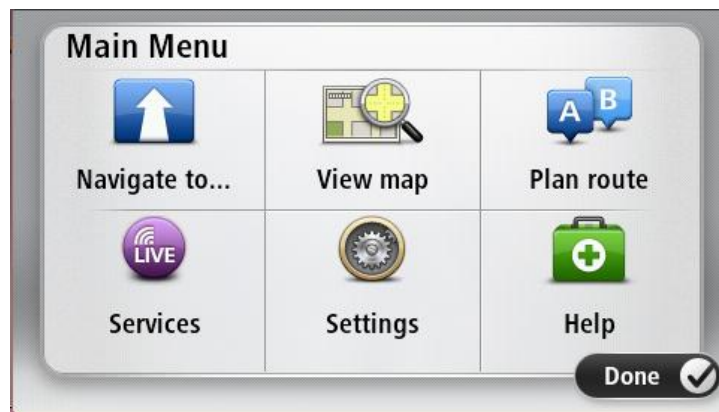 Main Menu
Navigate to...
View map
A
B
Plan route
LIVE
Services
Settings
Help
Done